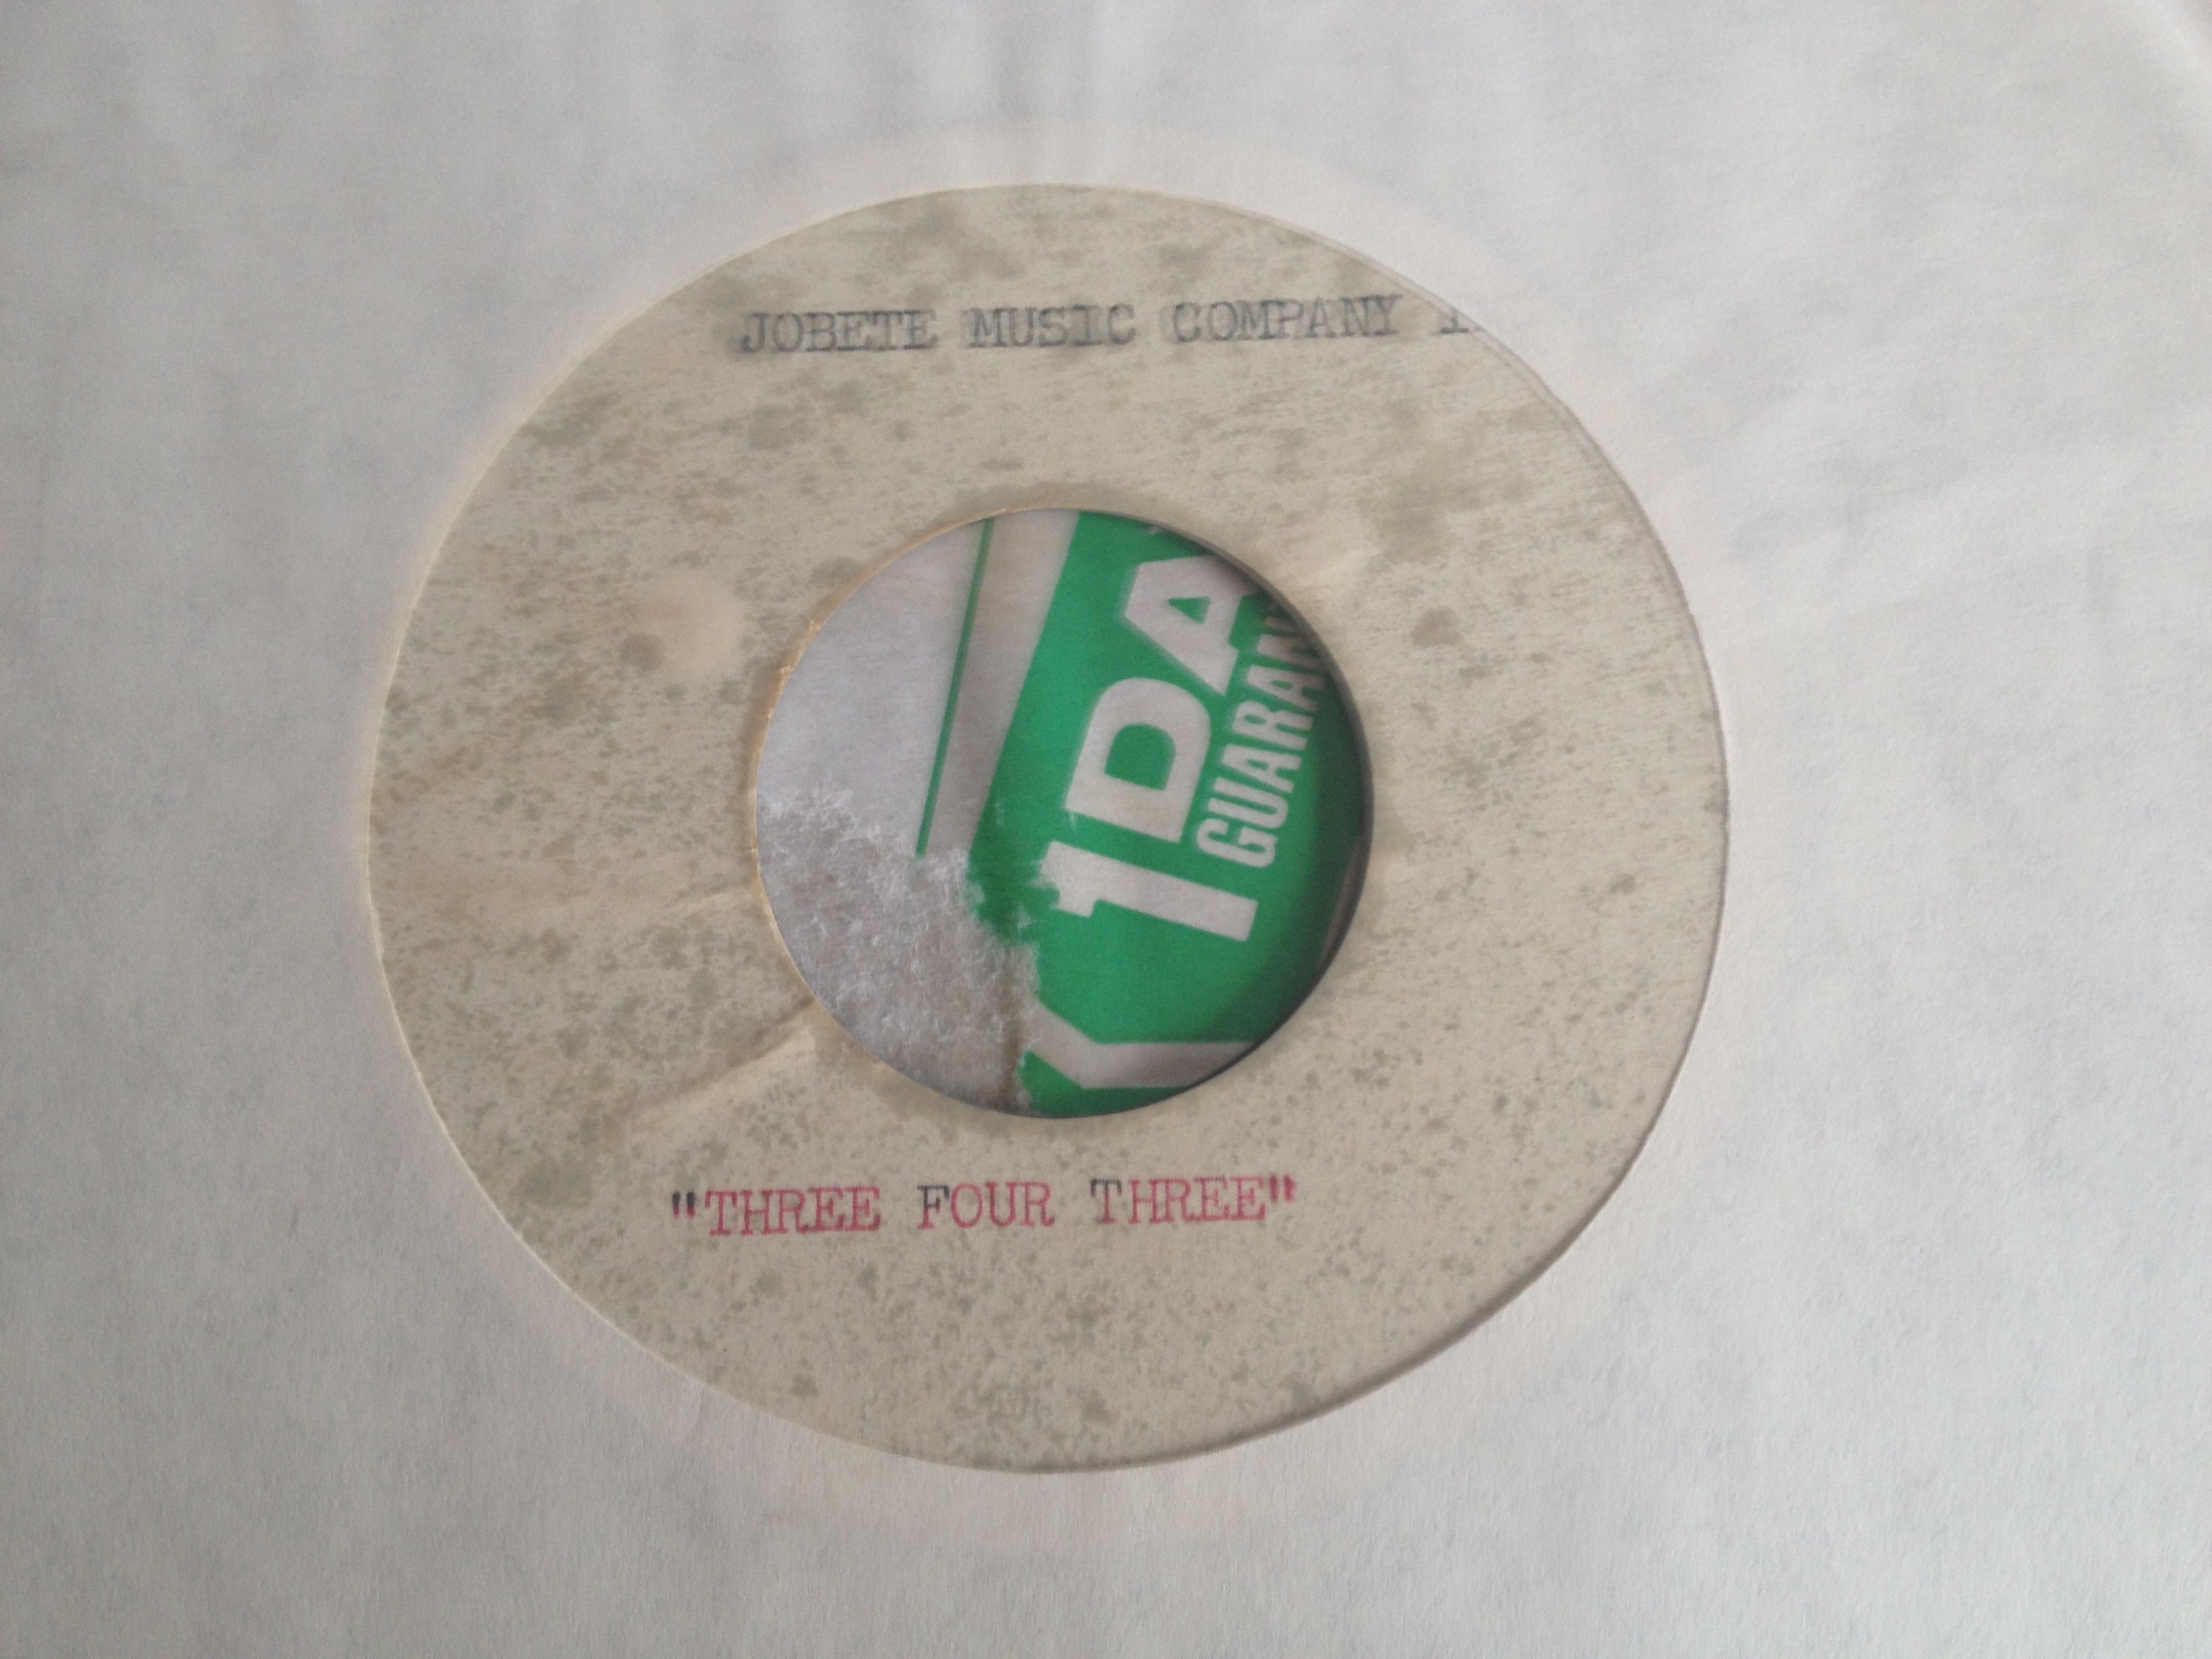 JOBETE MUSIC COMPANY
1DA
GUARAN
"THREE FOUR THREE"